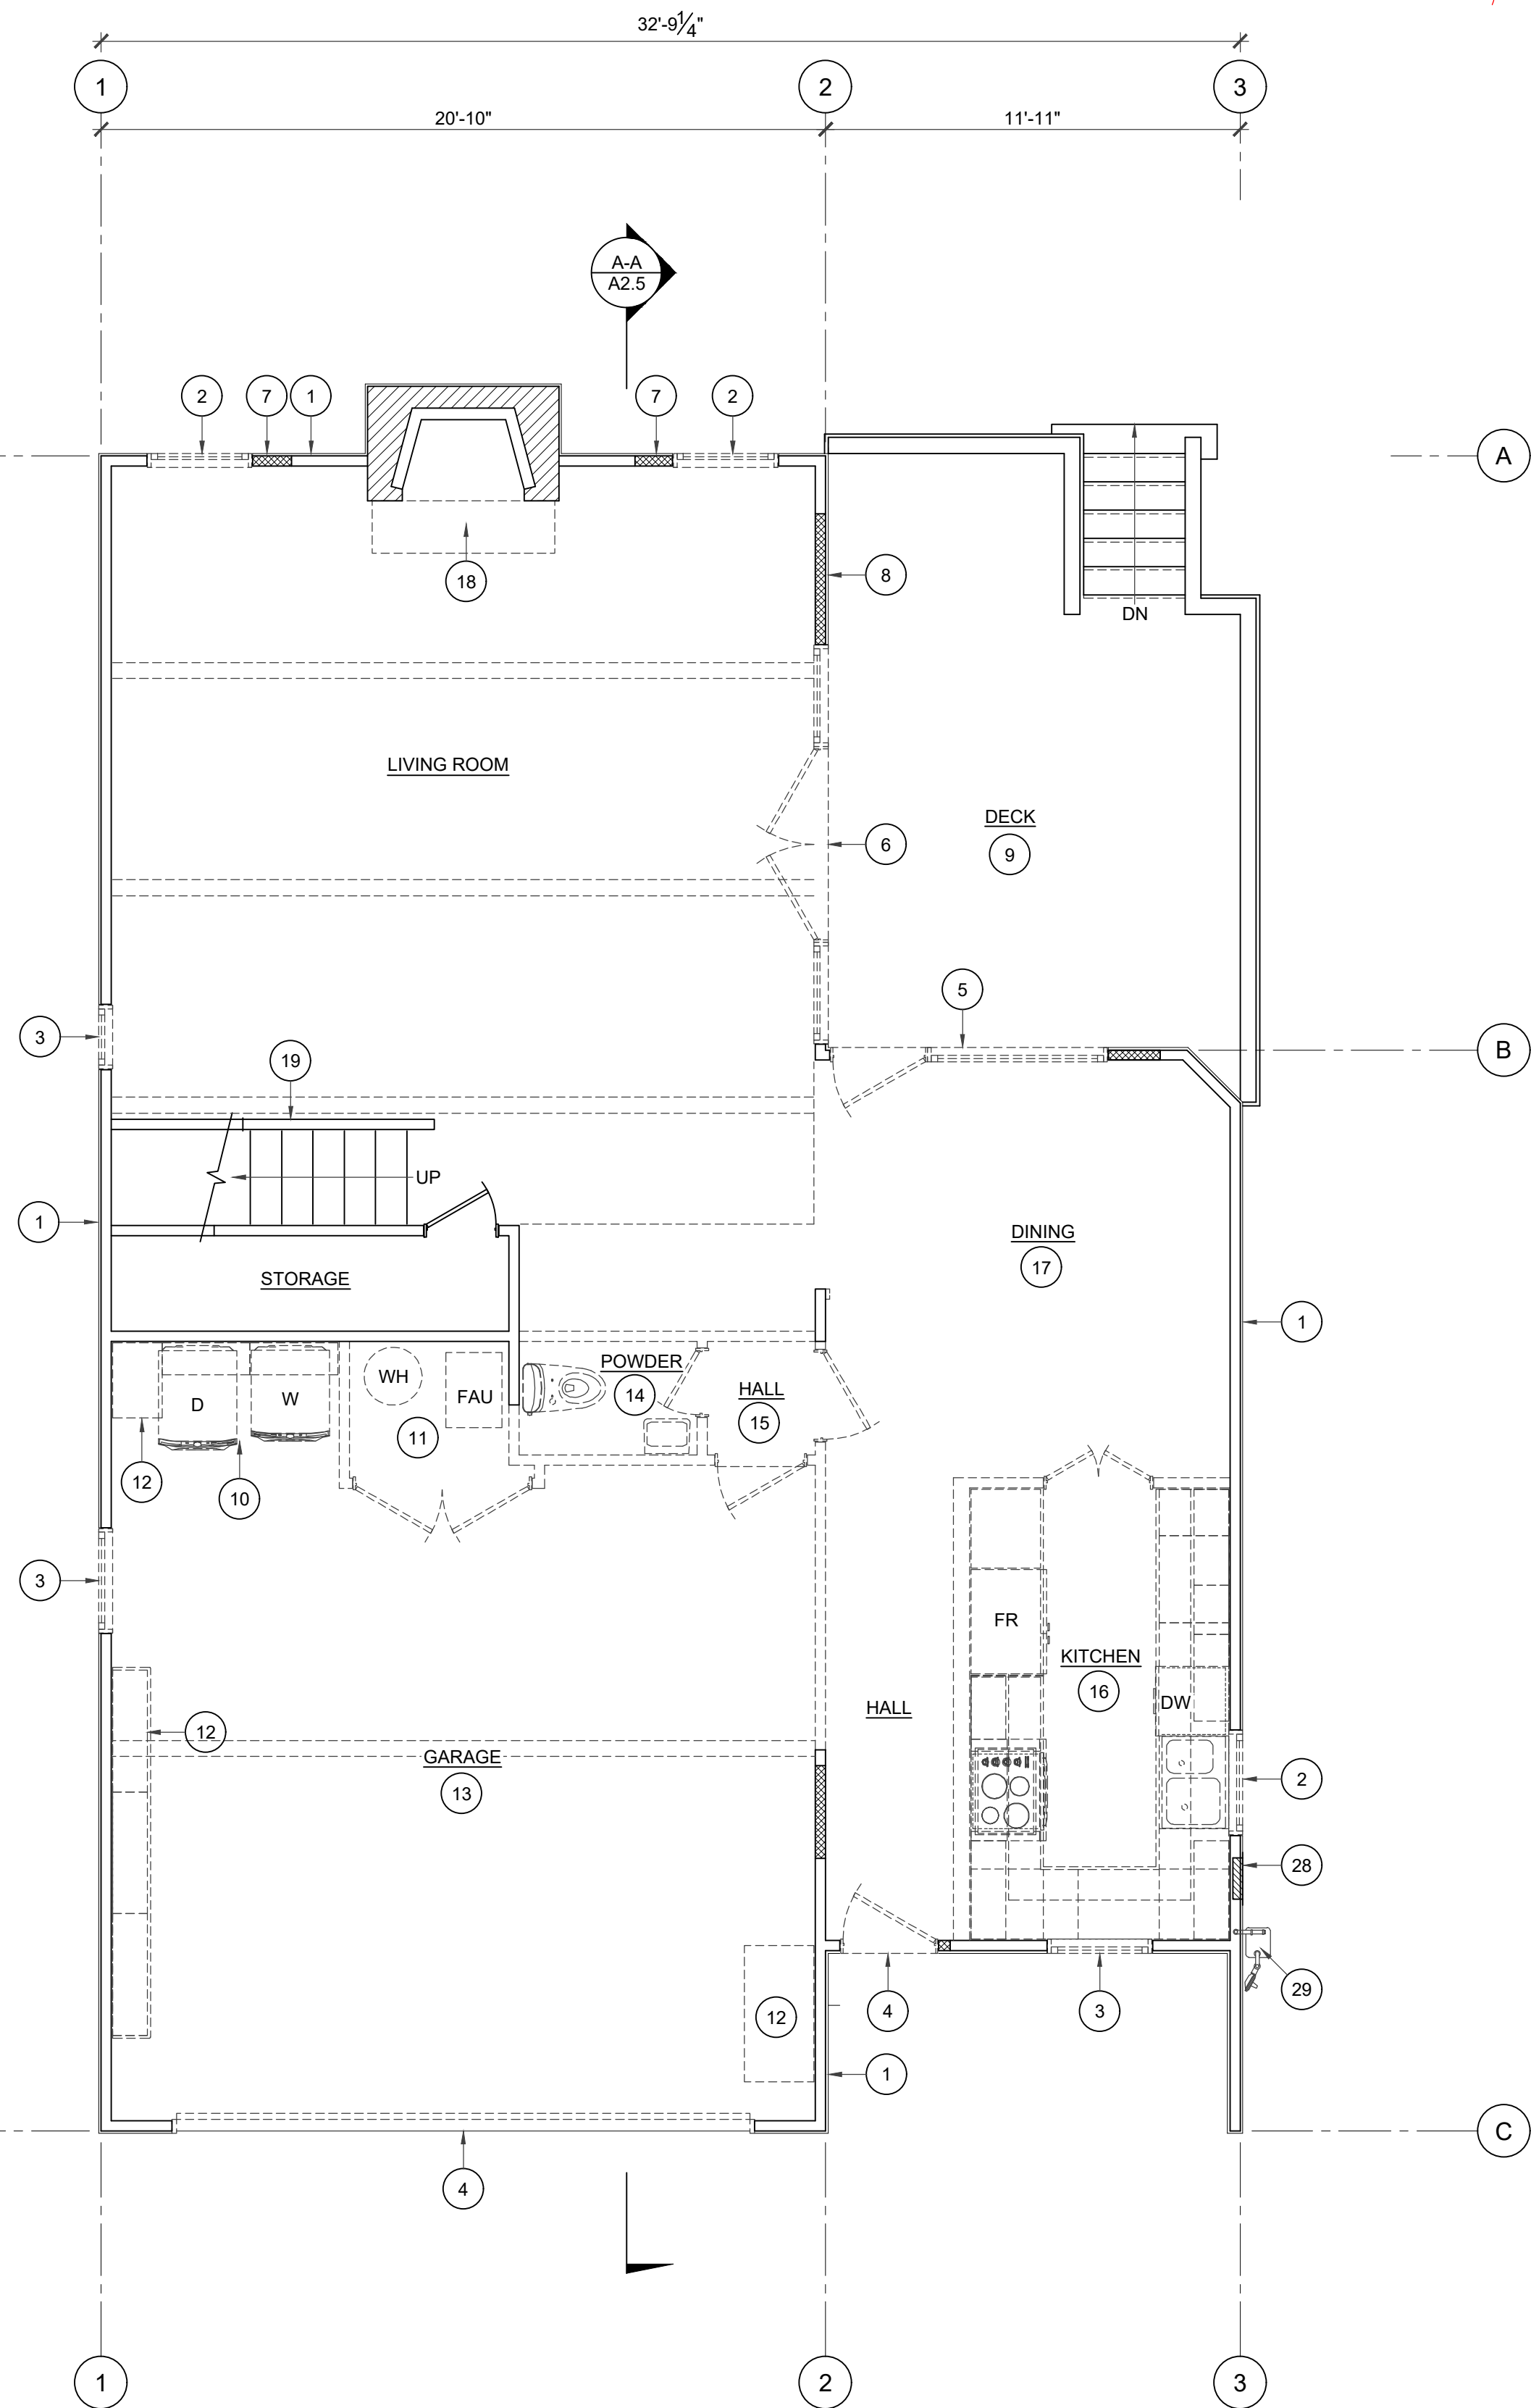 32'-9 1/4"
1
2
3
20'-10"
11'-11"
A-A
A2.5
2
7
1
7
2
A
18
8
DN
LIVING ROOM
DECK
6
9
5
3
19
B
UP
1
DINING
17
STORAGE
1
POWDER
WH
FAU
14
HALL
D
W
15
11
12
10
3
FR
KITCHEN
16
DW
HALL
12
GARAGE
13
2
28
29
12
4
3
1
C
4
1
2
3